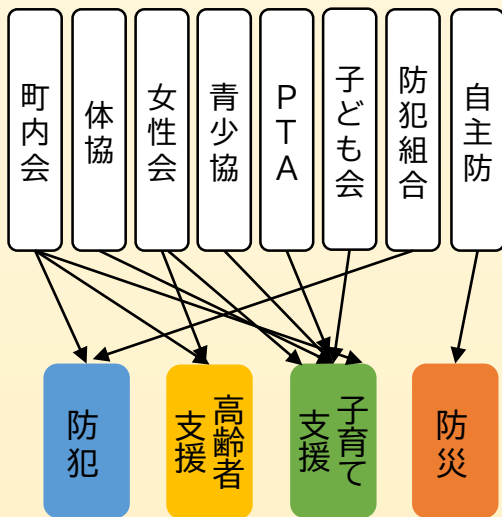 町内会
体協
女性会
青少協
PTA
子ども会
防犯組合
自主防
防犯
高齢者
支援
子育て
支援
防災